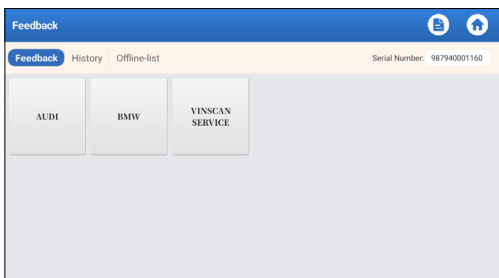 Feedback
Feedback History Offline-list Serial Number: 987940001160
AUDI BMW VINSCAN
SERVICE